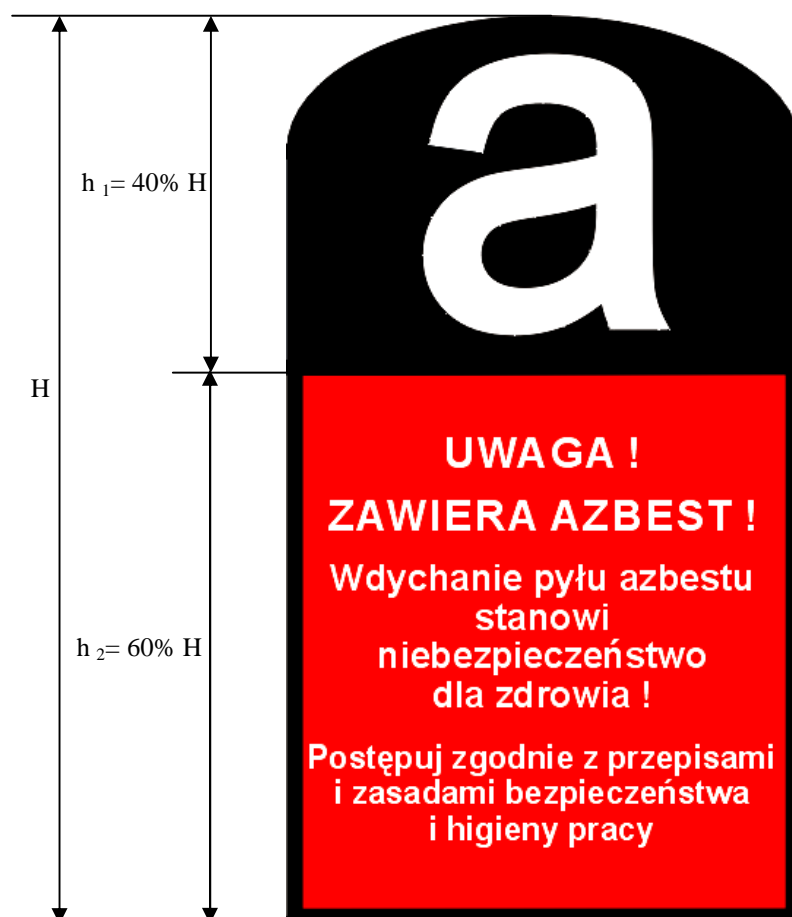 a
h 1= 40% H
H
UWAGA !
ZAWIERA AZBEST !
Wdychanie pyłu azbestu
stanowi
niebezpieczeństwo
dla zdrowia !
h 2= 60% H
Postępuj zgodnie z przepisami
i zasadami bezpieczeństwa
i higieny pracy